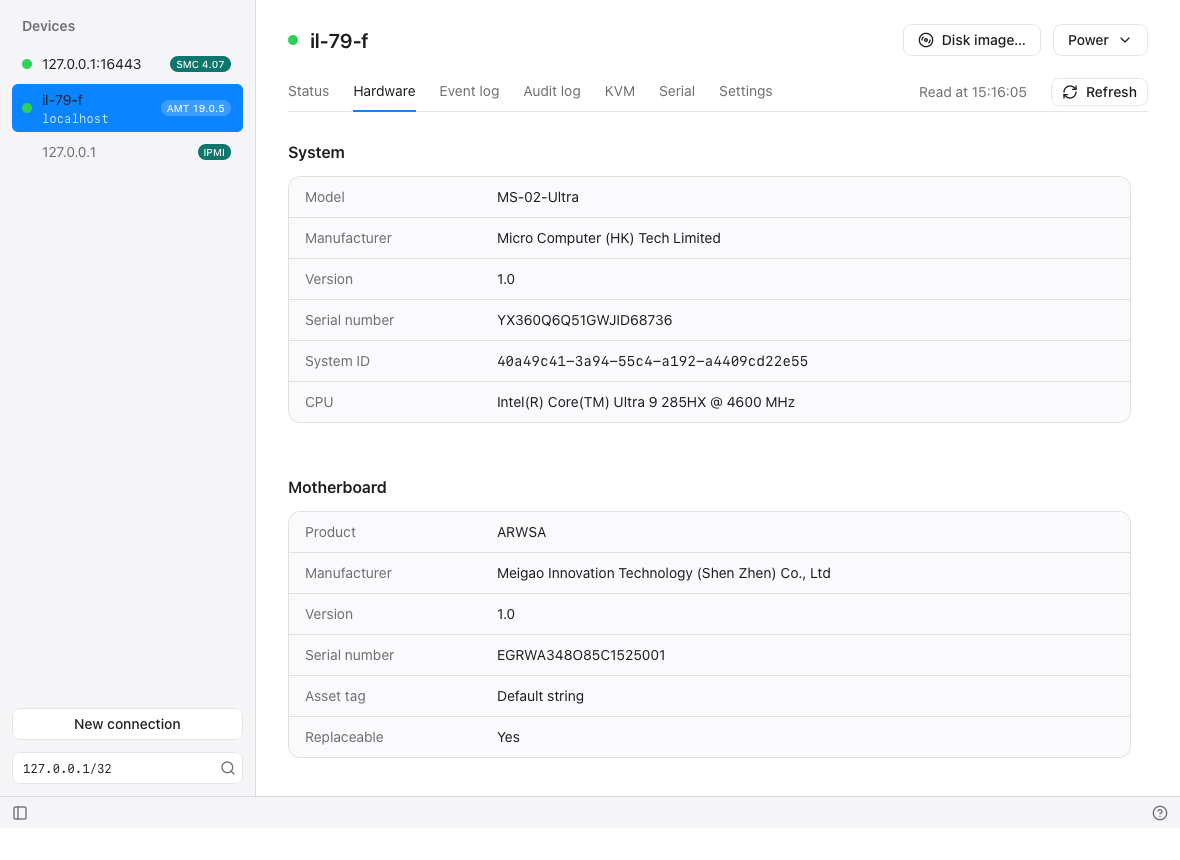 Devices
127.0.0.1:16443 SMC 4.07
il-79-f AMT 19.0.5
localhost
127.0.0.1 IPMI
New connection
127.0.0.1/32
il-79-f
Disk image... Power
Status Hardware Event log Audit log KVM Serial Settings Read at 15:16:05 Refresh
System
Model MS-02-Ultra
Manufacturer Micro Computer (HK) Tech Limited
Version 1.0
Serial number YX360Q6Q51GWJID68736
System ID 40a49c41-3a94-55c4-a192-a4409cd22e55
CPU Intel(R) Core(TM) Ultra 9 285HX @ 4600 MHz
Motherboard
Product ARWSA
Manufacturer Meigao Innovation Technology (Shen Zhen) Co., Ltd
Version 1.0
Serial number EGRWA348O85C1525001
Asset tag Default string
Replaceable Yes